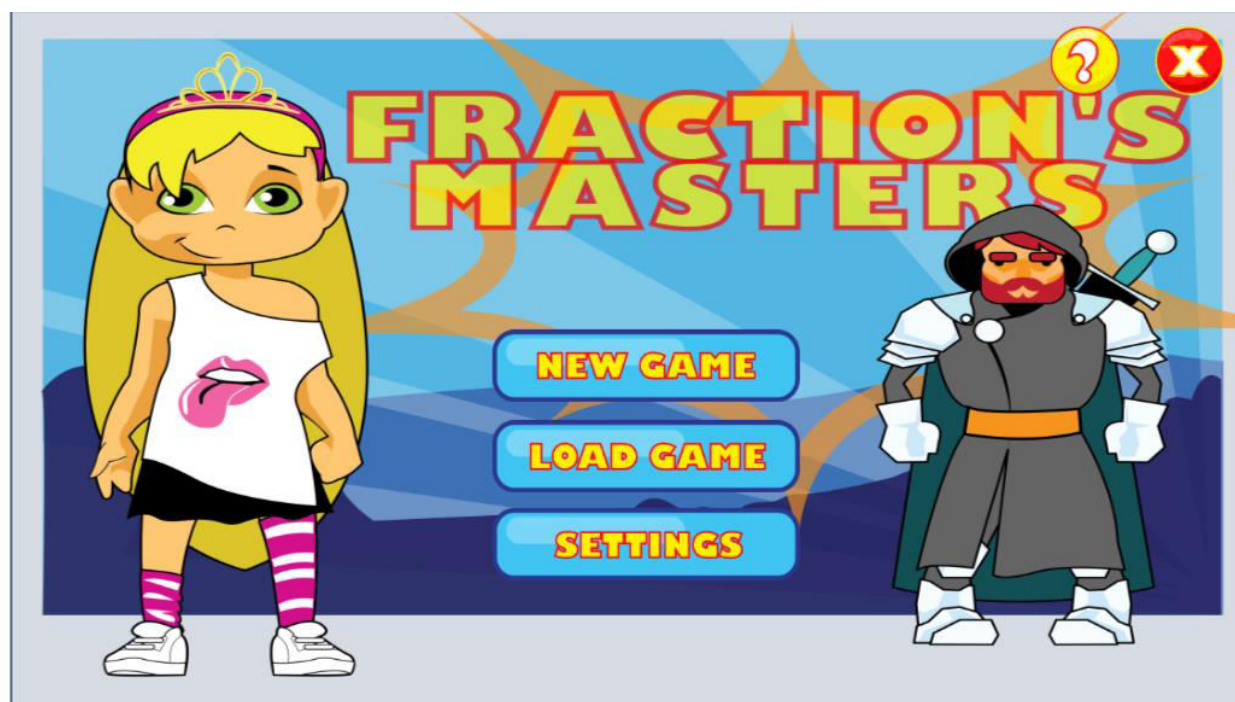 FRACTION'S
MASTERS
?
X
NEW GAME
LOAD GAME
SETTINGS